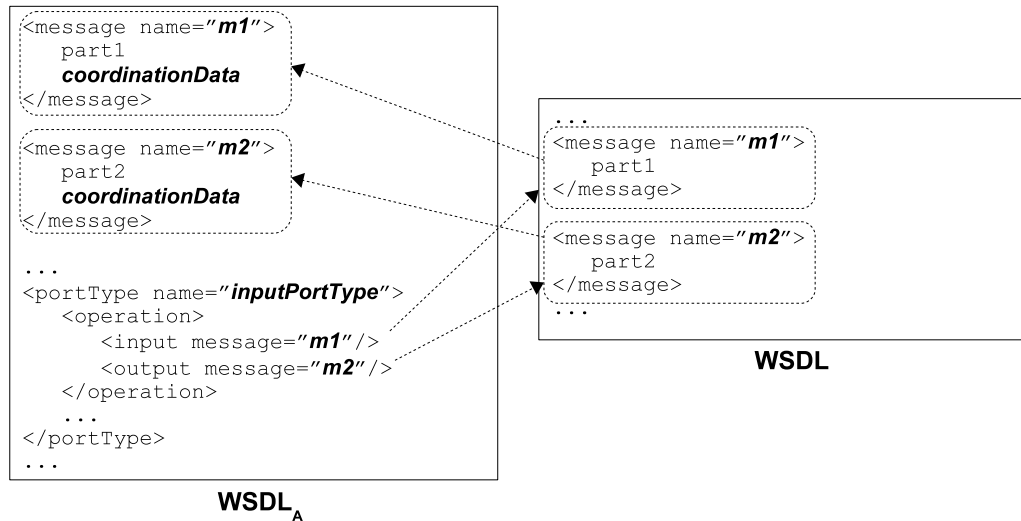 <message name="m1">
part1
coordinationData
</message>
<message name="m2">
part2
coordinationData
</message>
...
<portType name="inputPortType">
<operation>
<input message="m1"/>
<output message="m2"/>
</operation>
...
</portType>
...
WSDLA
...
<message name="m1">
part1
</message>
<message name="m2">
part2
</message>
...
WSDL